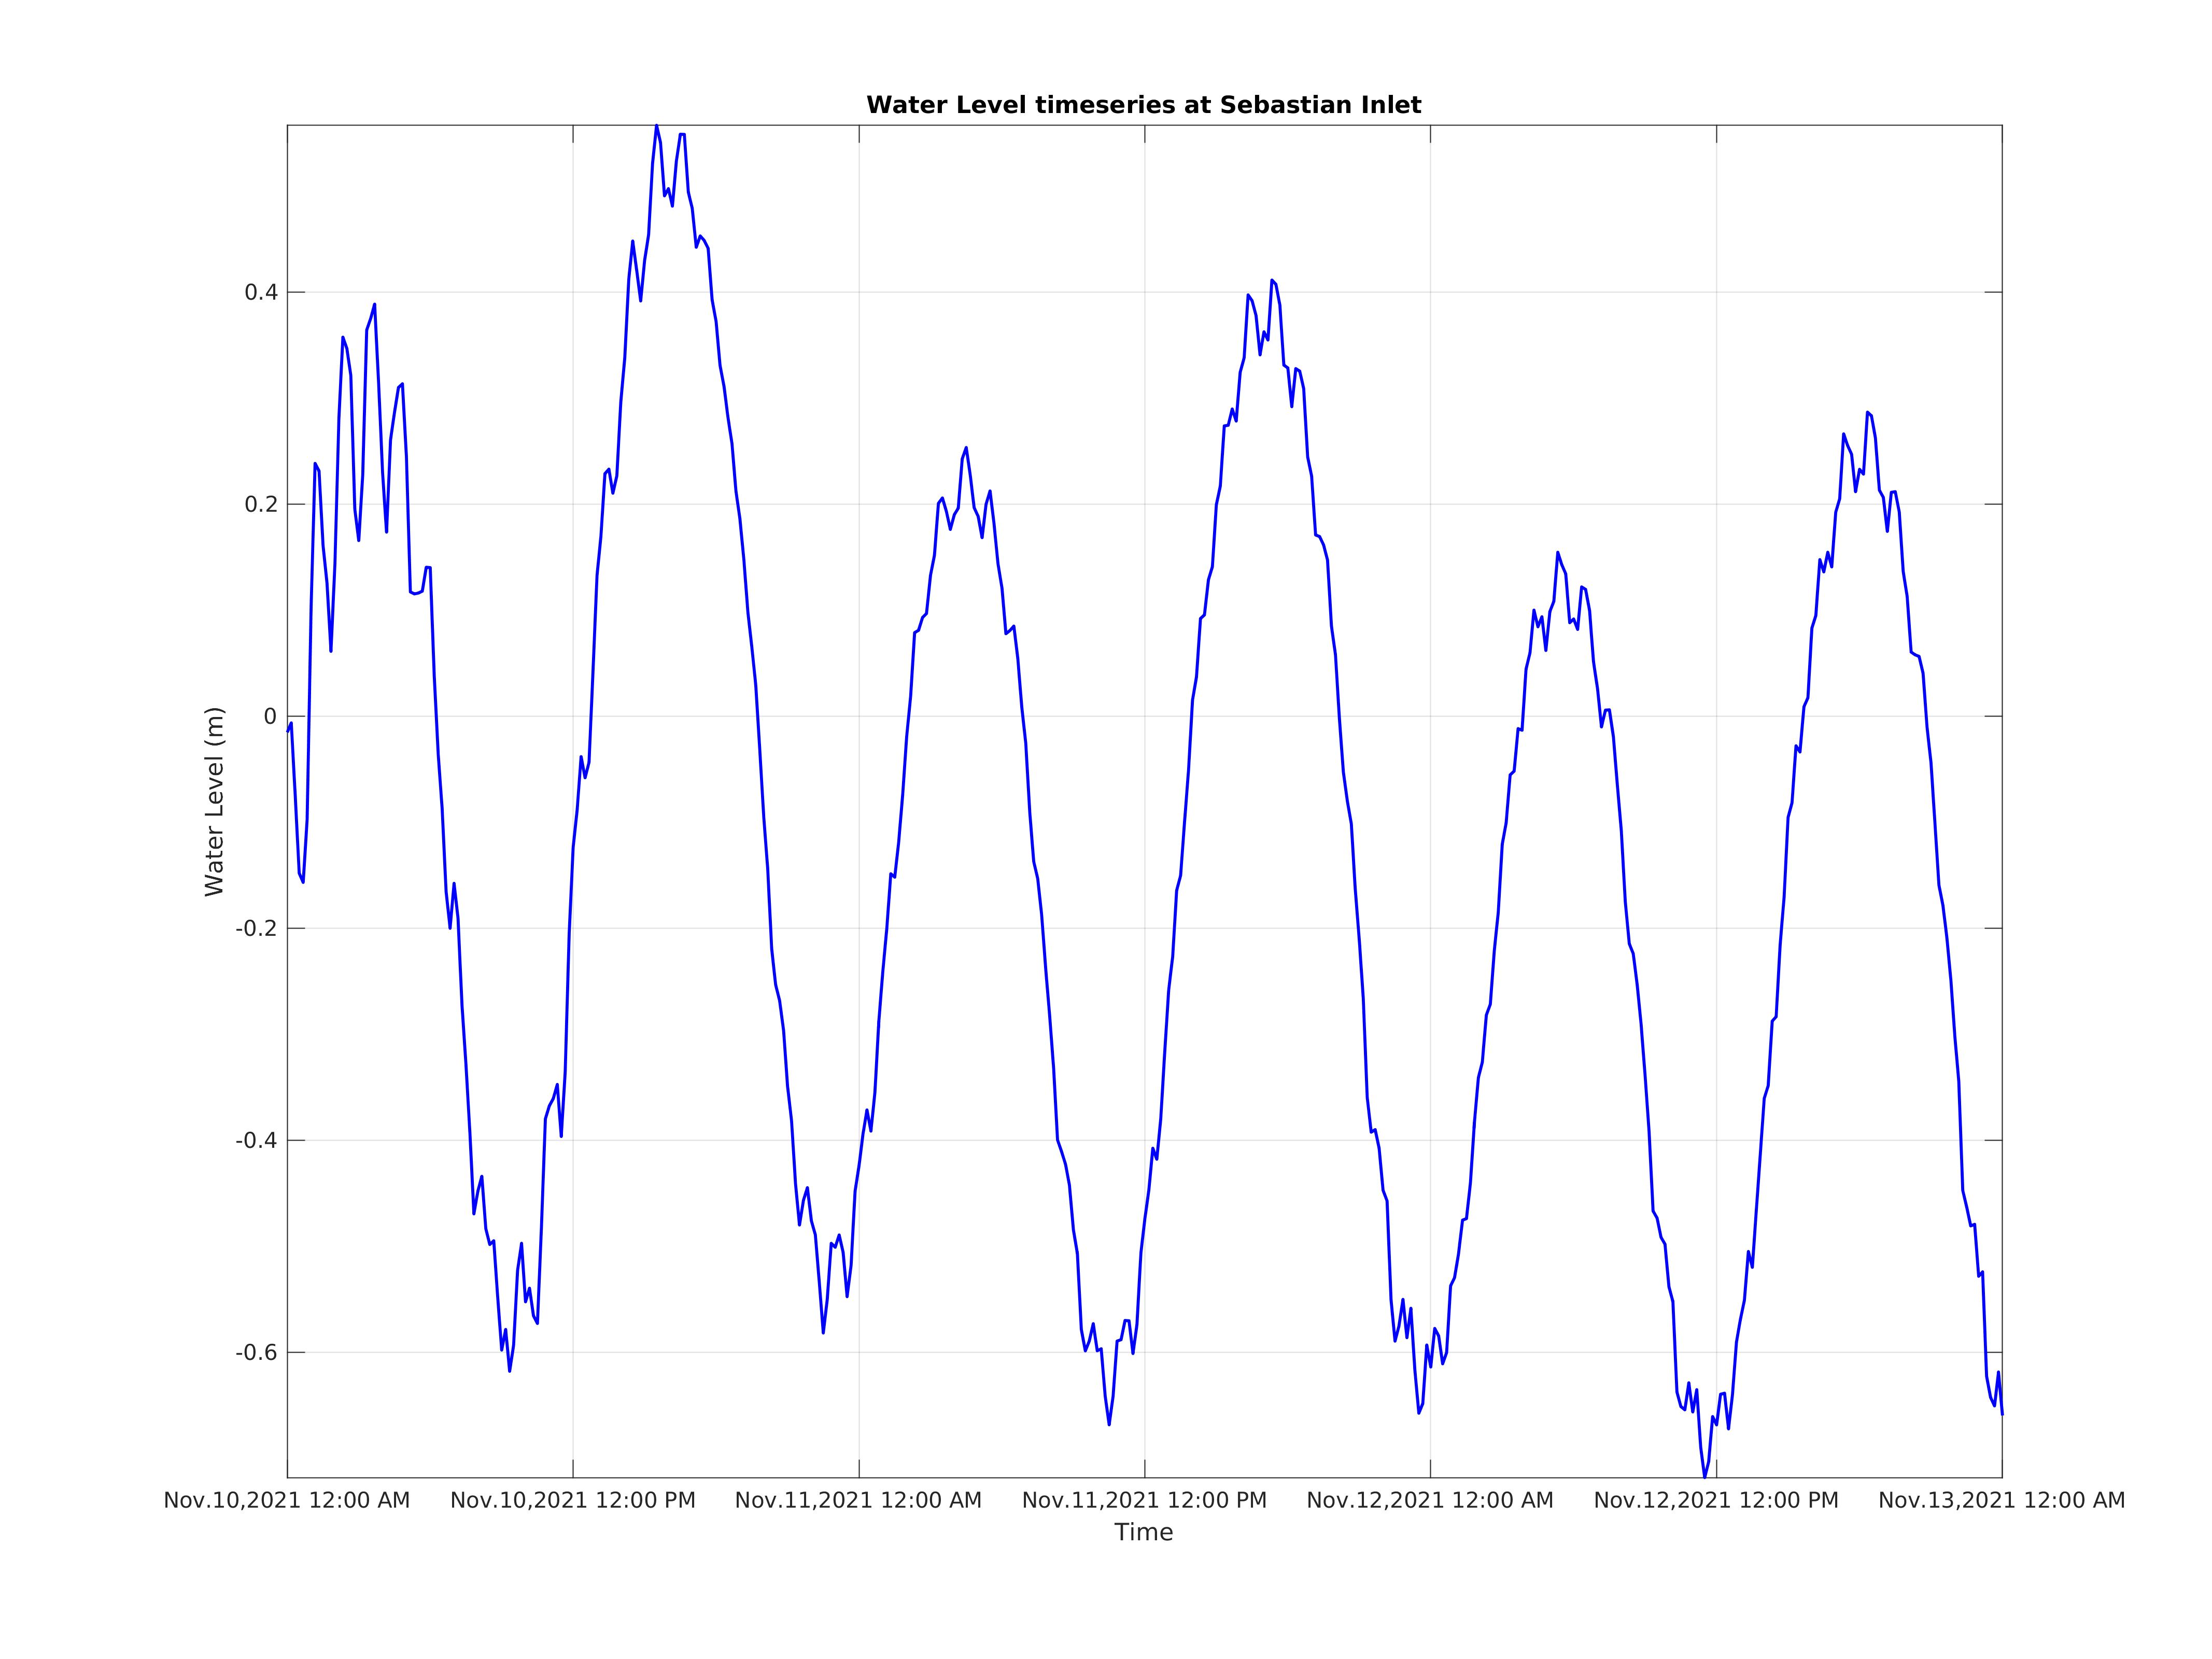 Water Level timeseries at Sebastian Inlet
0.4
0.2
0
-0.2
-0.4
-0.6
Water Level (m)
Nov.10,2021 12:00 AM
Nov.10,2021 12:00 PM
Nov.11,2021 12:00 AM
Nov.11,2021 12:00 PM
Nov.12,2021 12:00 AM
Nov.12,2021 12:00 PM
Nov.13,2021 12:00 AM
Time